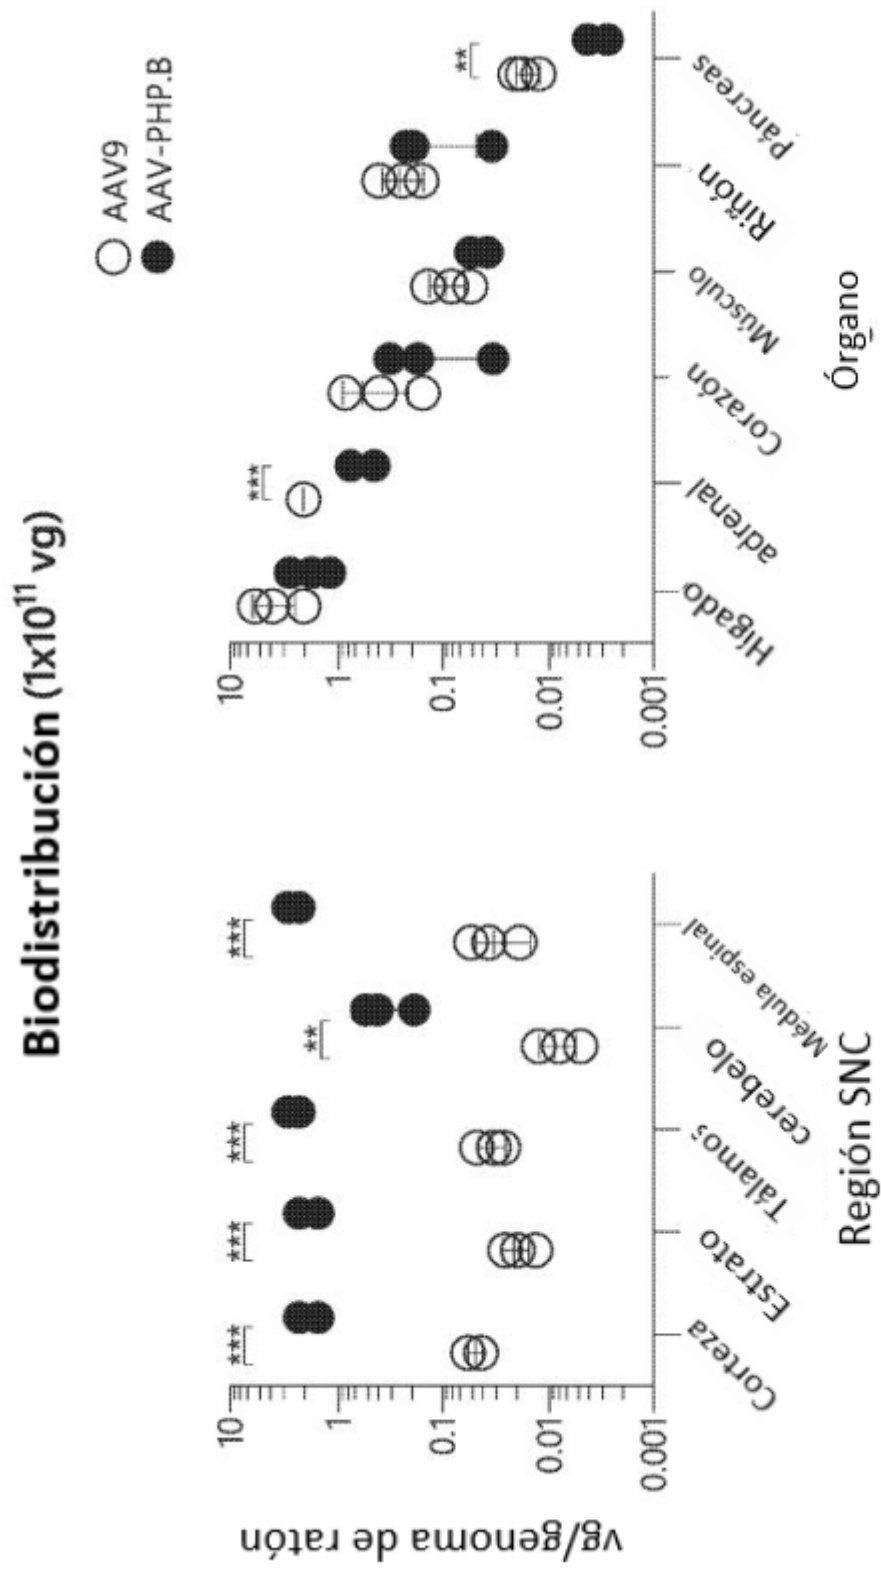 Biodistribución (1x10¹¹ vg)
AAV9
AAV-PHP.B
vg/genoma de ratón
10
1
0.1
0.01
0.001
***
***
***
**
***
Corteza
Estrato
Tálamos
cerebelo
Médula espinal
Región SNC
10
1
0.1
0.01
0.001
***
**
Hígado
adrenal
Corazón
Músculo
Riñón
Páncreas
Órgano